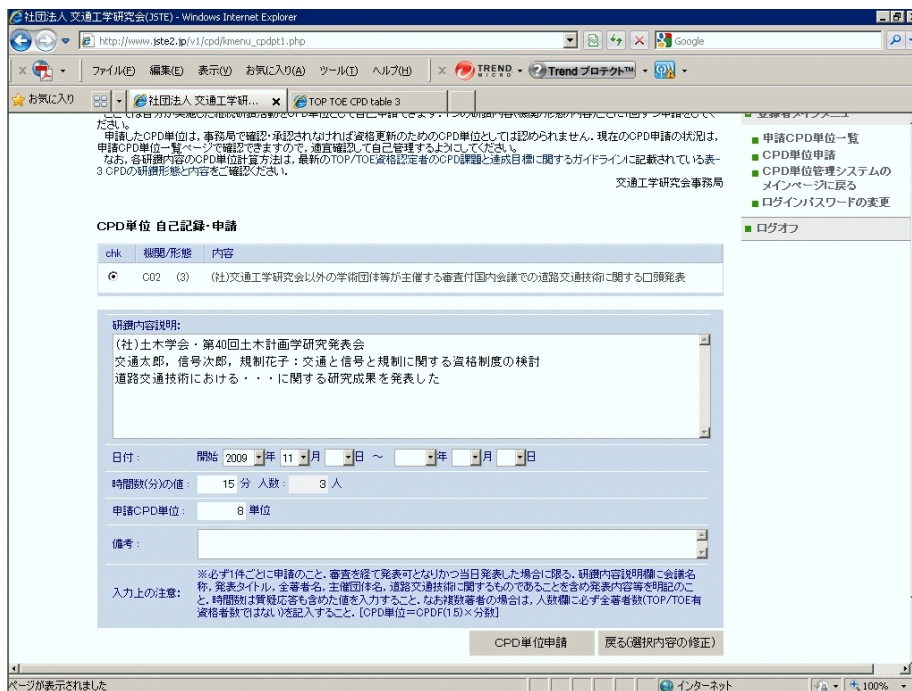 社団法人 交通工学研究会(JSTE) - Windows Internet Explorer
http://www.jste2.jp/v1/cpd/kmenu_cpdpt1.php
Google
ファイル(F) 編集(E) 表示(V) お気に入り(A) ツール(T) ヘルプ(H)
TREND MICRO
Trend プロテクト™
お気に入り
社団法人 交通工学研...
TOP TOE CPD table 3
ださい。
申請したCPD単位は，事務局で確認・承認されなければ資格更新のためのCPD単位としては認められません．現在のCPD申請の状況は，
申請CPD単位一覧ページで確認できますので，適宜確認して自己管理するようにしてください。
なお，各研鑽内容のCPD単位計算方法は，最新のTOP/TOE資格認定者のCPD課題と達成目標に関するガイドラインに記載されている表-
3 CPDの研鑽形態と内容をご確認ください．
交通工学研究会事務局
登録者メインメニュー
申請CPD単位一覧
CPD単位申請
CPD単位管理システムの
メインページに戻る
ログインパスワードの変更
ログオフ
CPD単位 自己記録・申請
chk 機関/形態 内容
C02 (3) (社)交通工学研究会以外の学術団体等が主催する審査付国内会議での道路交通技術に関する口頭発表
研鑽内容説明:
(社)土木学会・第40回土木計画学研究発表会
交通太郎，信号次郎，規制花子：交通と信号と規制に関する資格制度の検討
道路交通技術における・・・に関する研究成果を発表した
日付： 開始 2009 年 11 月 日 ～ 年 月 日
時間数(分)の値： 15 分 人数： 3 人
申請CPD単位： 8 単位
備考：
※必ず1件ごとに申請のこと．審査を経て発表可となりかつ当日発表した場合に限る．研鑽内容説明欄に会議名
称，発表タイトル，全著者名，主催団体名，道路交通技術に関するものであることを含め発表内容等を明記のこ
入力上の注意: と．時間数は質疑応答も含めた値を入力すること．なお複数著者の場合は，人数欄に必ず全著者数(TOP/TOE有
資格者数ではない)を記入すること．[CPD単位＝CPDF(1.5)×分数]
CPD単位申請 戻る(選択内容の修正)
ページが表示されました
インターネット
100%